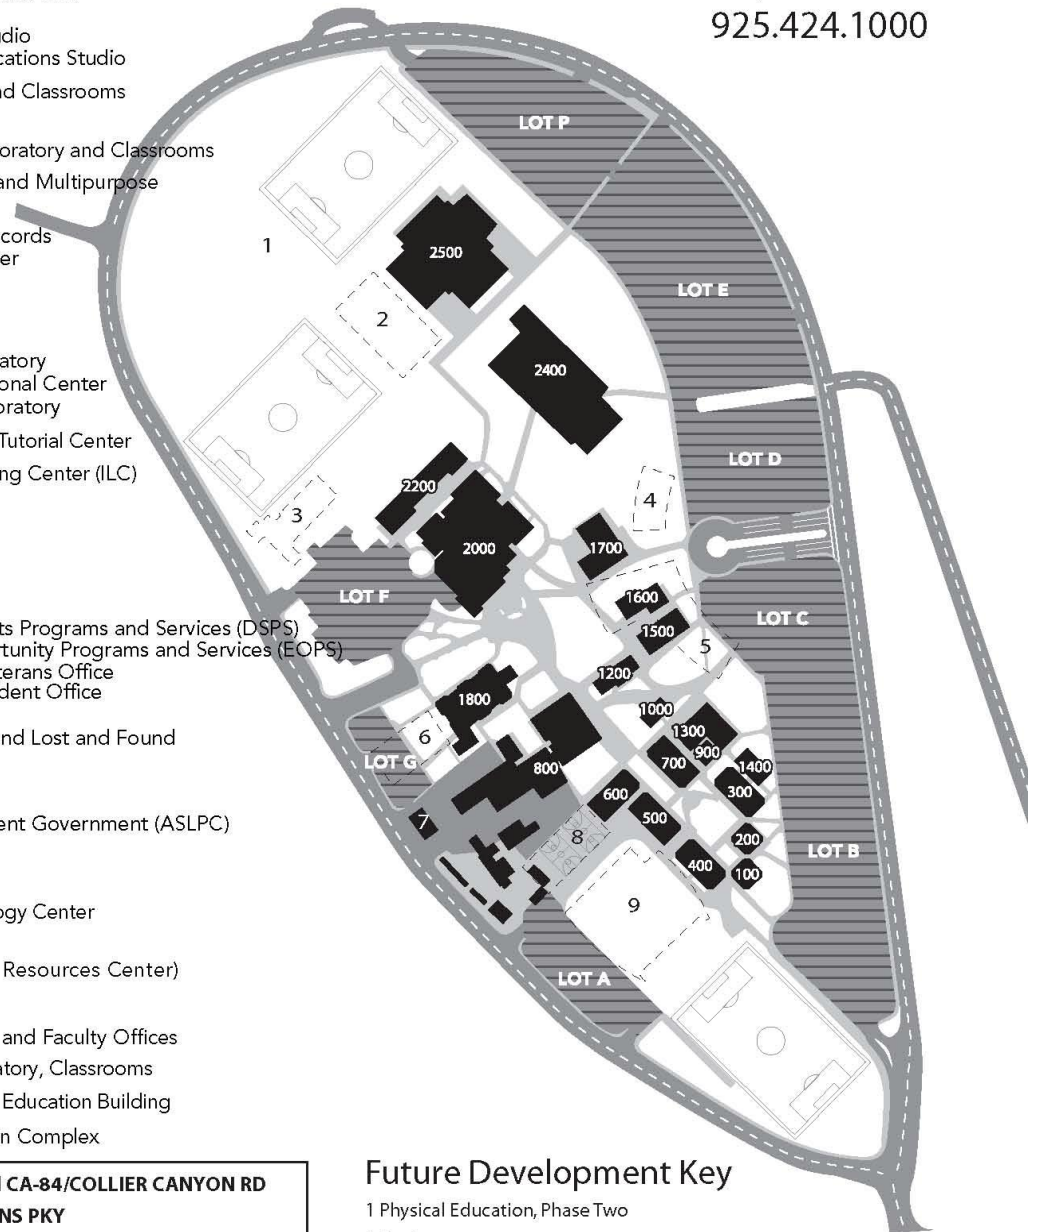 925.424.1000
udio
cations Studio
nd Classrooms
oratory and Classrooms
and Multipurpose
cords
er
atory
onal Center
oratory
Tutorial Center
ng Center (ILC)
ts Programs and Services (DSPS)
rtunity Programs and Services (EOPS)
terans Office
dent Office
nd Lost and Found
ent Government (ASLPC)
ogy Center
Resources Center)
and Faculty Offices
atory, Classrooms
Education Building
n Complex
CA-84/COLLIER CANYON RD
NS PKY
LOT P
1
2500
LOT E
2
2400
LOT D
2200
4
3
2000
1700
LOT F
1600
LOT C
1500
5
1200
1800
1000
1300
6
900
LOT G
700
1400
800
300
600
500
7
8
200
LOT B
400
100
9
LOT A
Future Development Key
1 Physical Education, Phase Two